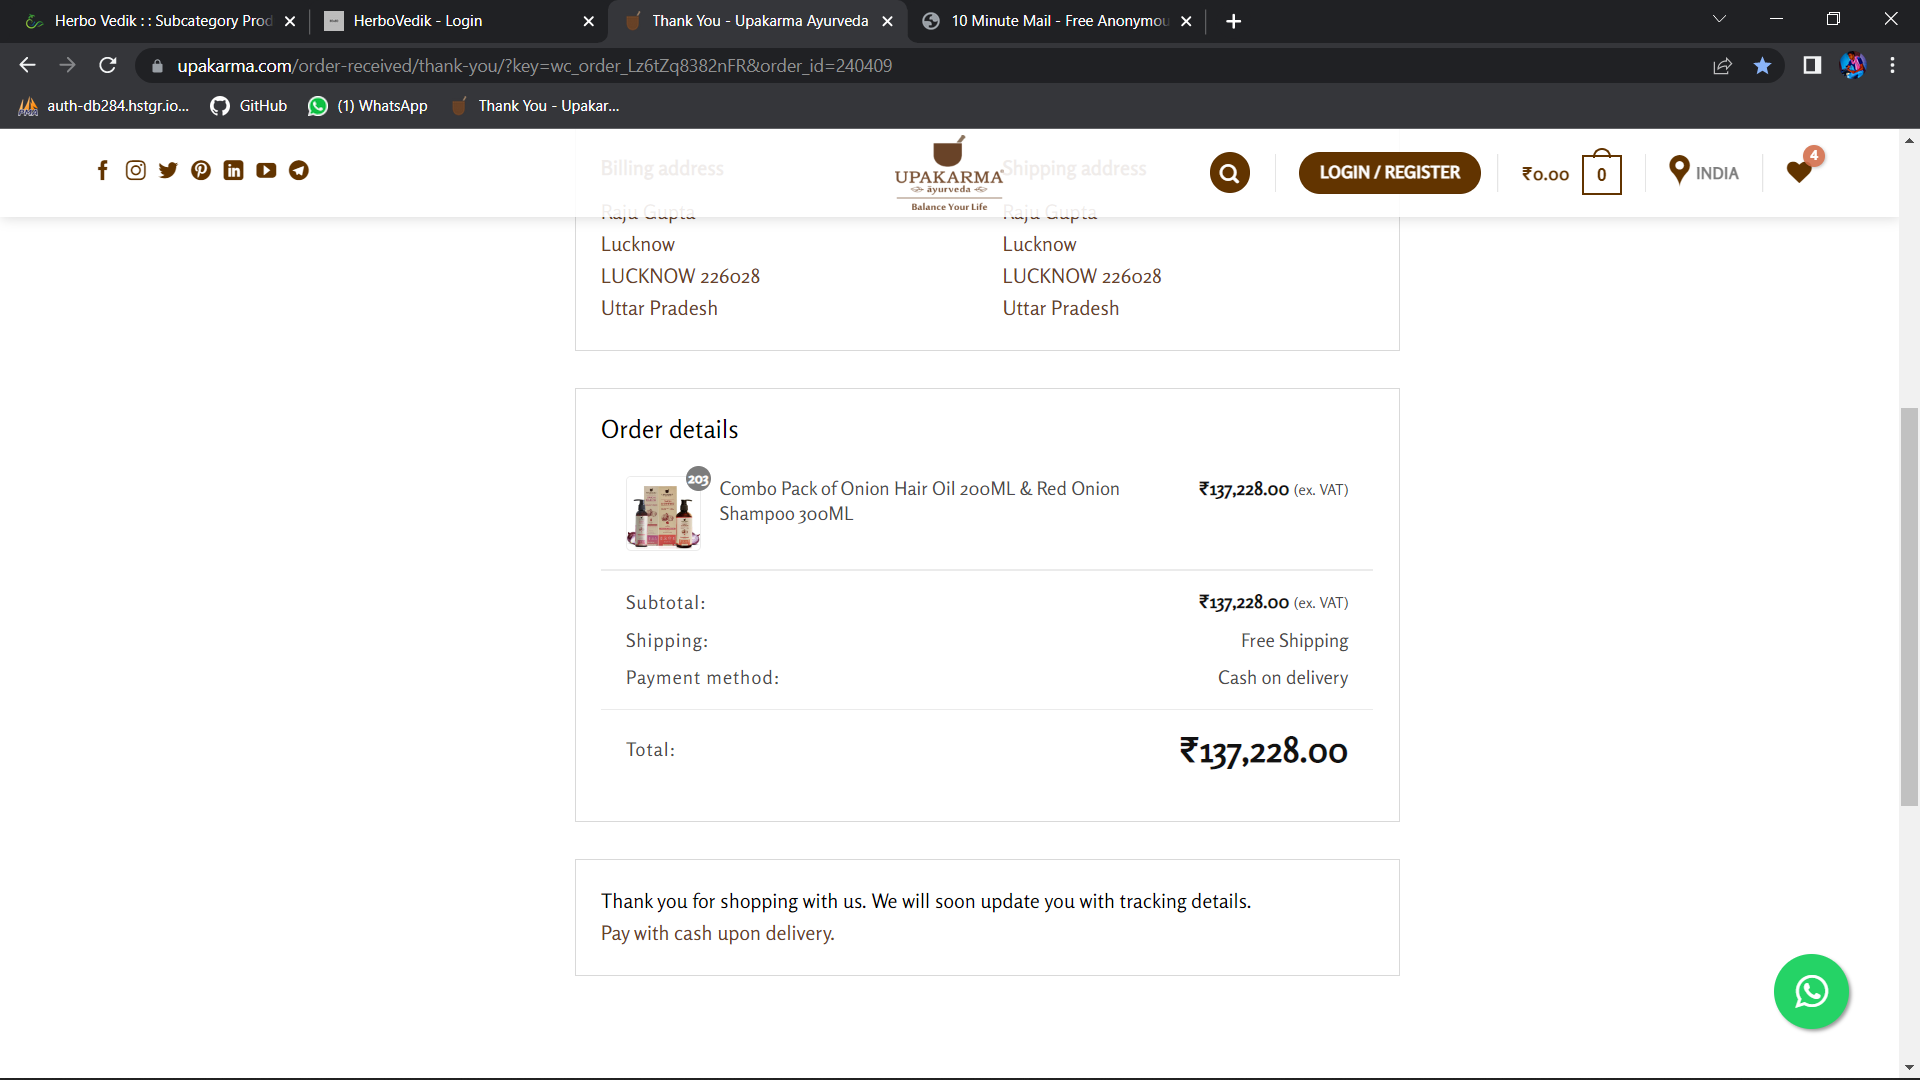 Herbo Vedik : : Subcategory Prod
HerboVedik - Login
Thank You - Upakarma Ayurveda
10 Minute Mail - Free Anonymou
upakarma.com/order-received/thank-you/?key=wc_order_Lz6tZq8382nFR&order_id=240409
auth-db284.hstgr.io...
GitHub
(1) WhatsApp
Thank You - Upakar...
Billing address
Shipping address
UPAKARMA
āyurveda
Balance Your Life
LOGIN / REGISTER
₹0.00
0
INDIA
4
Raju Gupta
Lucknow
LUCKNOW 226028
Uttar Pradesh
Raju Gupta
Lucknow
LUCKNOW 226028
Uttar Pradesh
Order details
203
Combo Pack of Onion Hair Oil 200ML & Red Onion
Shampoo 300ML
₹137,228.00 (ex. VAT)
Subtotal:
₹137,228.00 (ex. VAT)
Shipping:
Free Shipping
Payment method:
Cash on delivery
Total:
₹137,228.00
Thank you for shopping with us. We will soon update you with tracking details.
Pay with cash upon delivery.